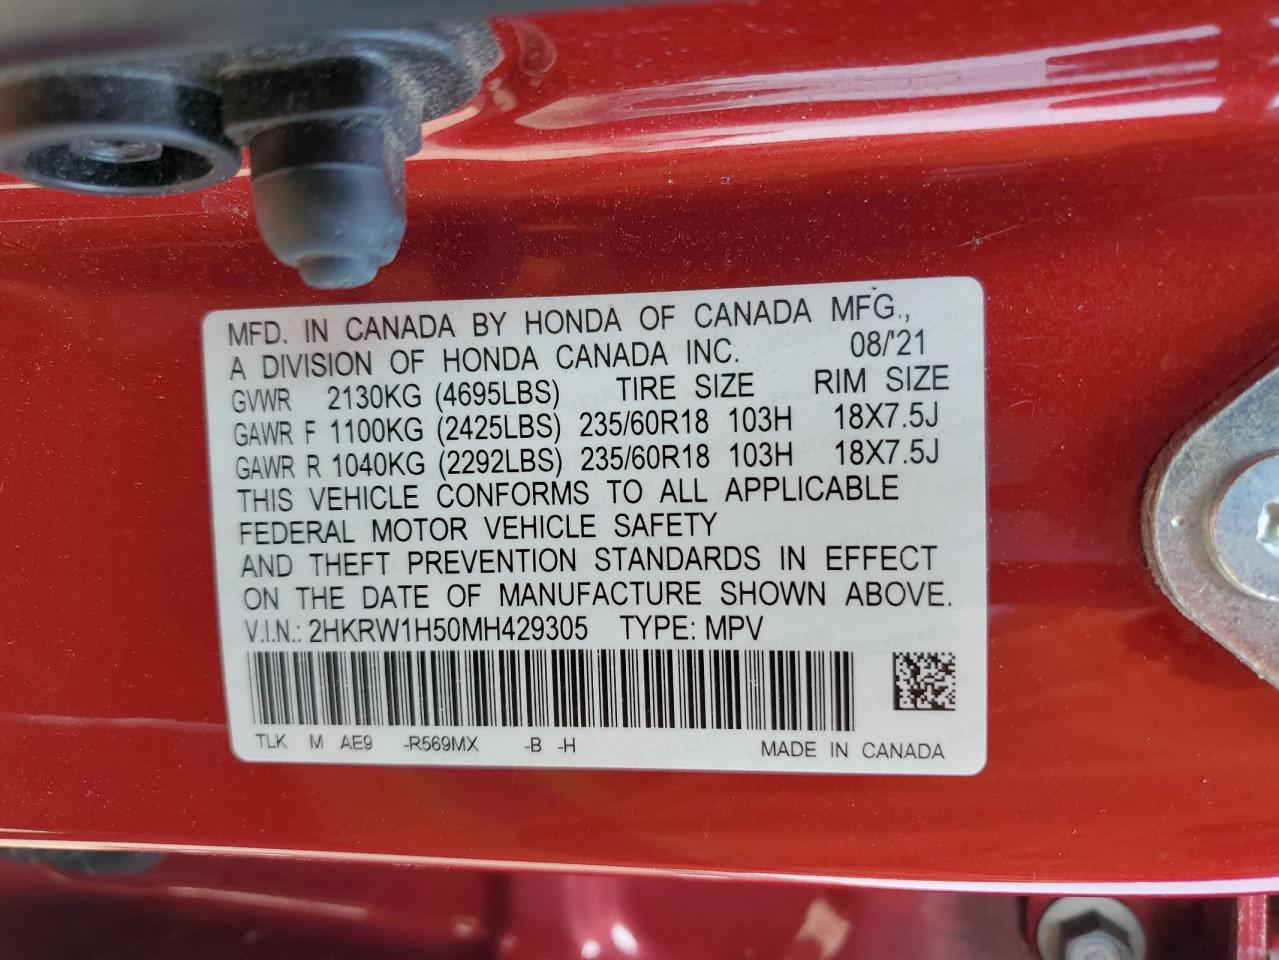 MFD. IN CANADA BY HONDA OF CANADA MFG.,
A DIVISION OF HONDA CANADA INC. 08/'21
GVWR 2130KG (4695LBS) TIRE SIZE RIM SIZE
GAWR F 1100KG (2425LBS) 235/60R18 103H 18X7.5J
GAWR R 1040KG (2292LBS) 235/60R18 103H 18X7.5J
THIS VEHICLE CONFORMS TO ALL APPLICABLE
FEDERAL MOTOR VEHICLE SAFETY
AND THEFT PREVENTION STANDARDS IN EFFECT
ON THE DATE OF MANUFACTURE SHOWN ABOVE.
V.I.N.: 2HKRW1H50MH429305 TYPE: MPV
TLK M AE9 -R569MX -B -H MADE IN CANADA